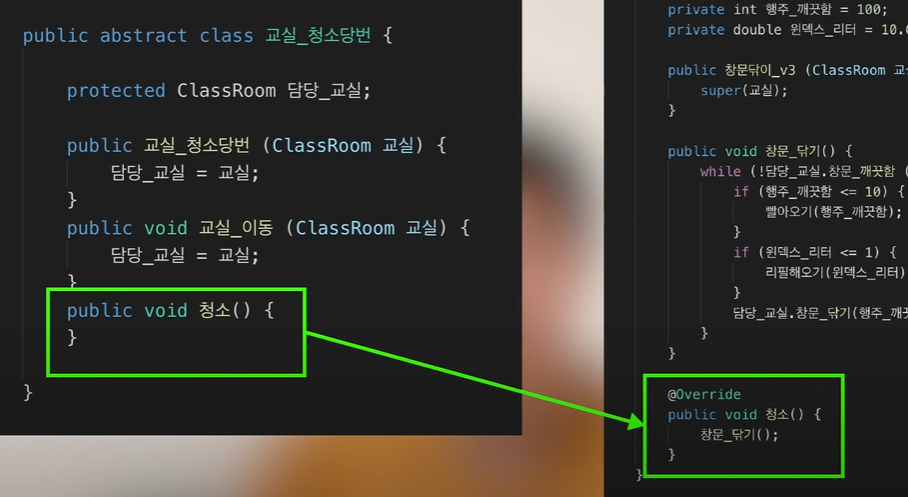 public abstract class 교실_청소당번 {
protected ClassRoom 담당_교실;
public 교실_청소당번 (ClassRoom 교실) {
담당_교실 = 교실;
}
public void 교실_이동 (ClassRoom 교실) {
담당_교실 = 교실;
}
public void 청소() {
}
}
private int 행주_깨끗함 = 100;
private double 윈덱스_리터 = 10.0
public 창문닦이_v3 (ClassRoom 교
super(교실);
}
public void 창문_닦기() {
while (!담당_교실.창문_깨끗함 (
if (행주_깨끗함 <= 10) {
빨아오기(행주_깨끗함);
}
if (윈덱스_리터 <= 1) {
리필해오기(윈덱스_리터)
}
담당_교실.창문_닦기(행주_깨
}
}
@Override
public void 청소() {
창문_닦기();
}
}